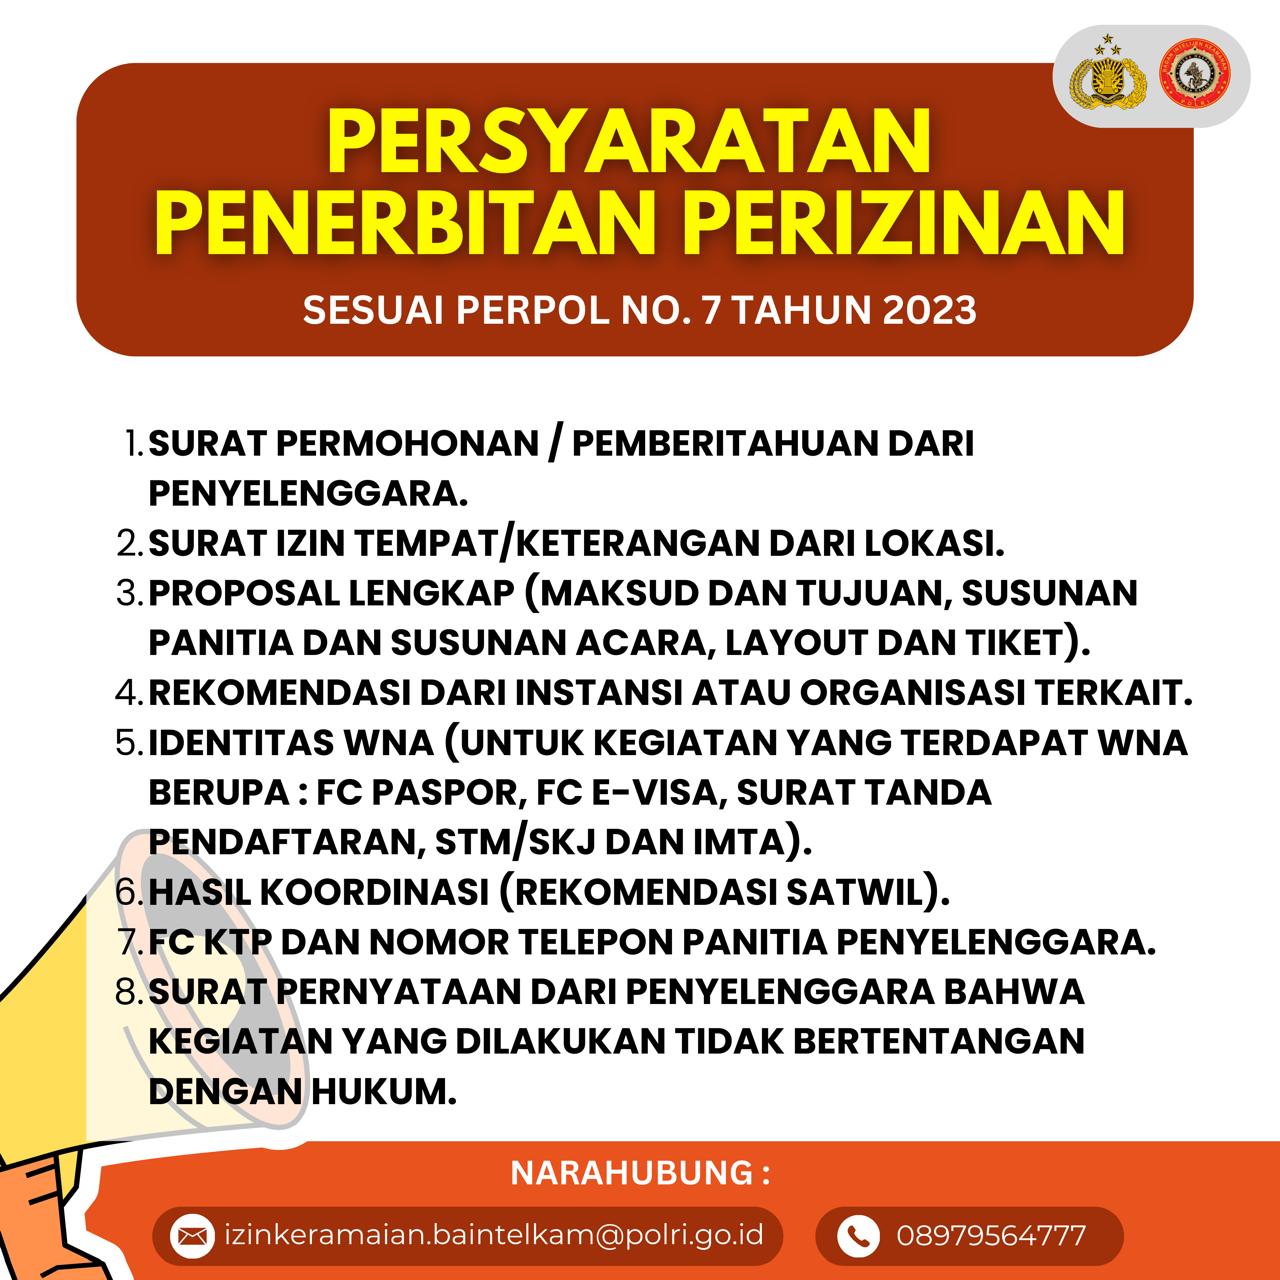 PERSYARATAN
PENERBITAN PERIZINAN
SESUAI PERPOL NO. 7 TAHUN 2023
1. SURAT PERMOHONAN / PEMBERITAHUAN DARI
PENYELENGGARA.
2. SURAT IZIN TEMPAT/KETERANGAN DARI LOKASI.
3. PROPOSAL LENGKAP (MAKSUD DAN TUJUAN, SUSUNAN
PANITIA DAN SUSUNAN ACARA, LAYOUT DAN TIKET).
4. REKOMENDASI DARI INSTANSI ATAU ORGANISASI TERKAIT.
5. IDENTITAS WNA (UNTUK KEGIATAN YANG TERDAPAT WNA
BERUPA : FC PASPOR, FC E-VISA, SURAT TANDA
PENDAFTARAN, STM/SKJ DAN IMTA).
6. HASIL KOORDINASI (REKOMENDASI SATWIL).
7. FC KTP DAN NOMOR TELEPON PANITIA PENYELENGGARA.
8. SURAT PERNYATAAN DARI PENYELENGGARA BAHWA
KEGIATAN YANG DILAKUKAN TIDAK BERTENTANGAN
DENGAN HUKUM.
NARAHUBUNG :
izinkeramaian.baintelkam@polri.go.id
08979564777